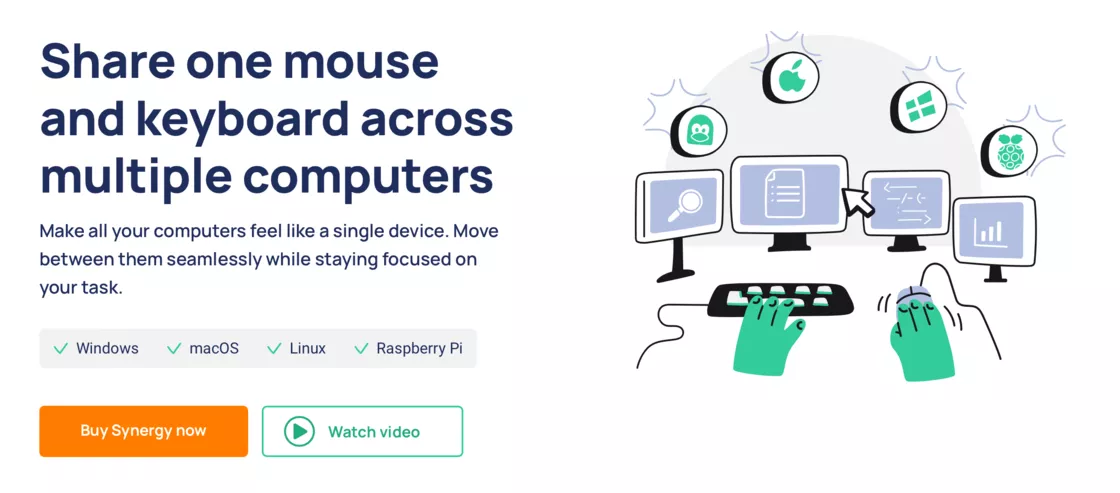 Share one mouse
and keyboard across
multiple computers
Make all your computers feel like a single device. Move
between them seamlessly while staying focused on
your task.
Windows macOS Linux Raspberry Pi
Buy Synergy now Watch video